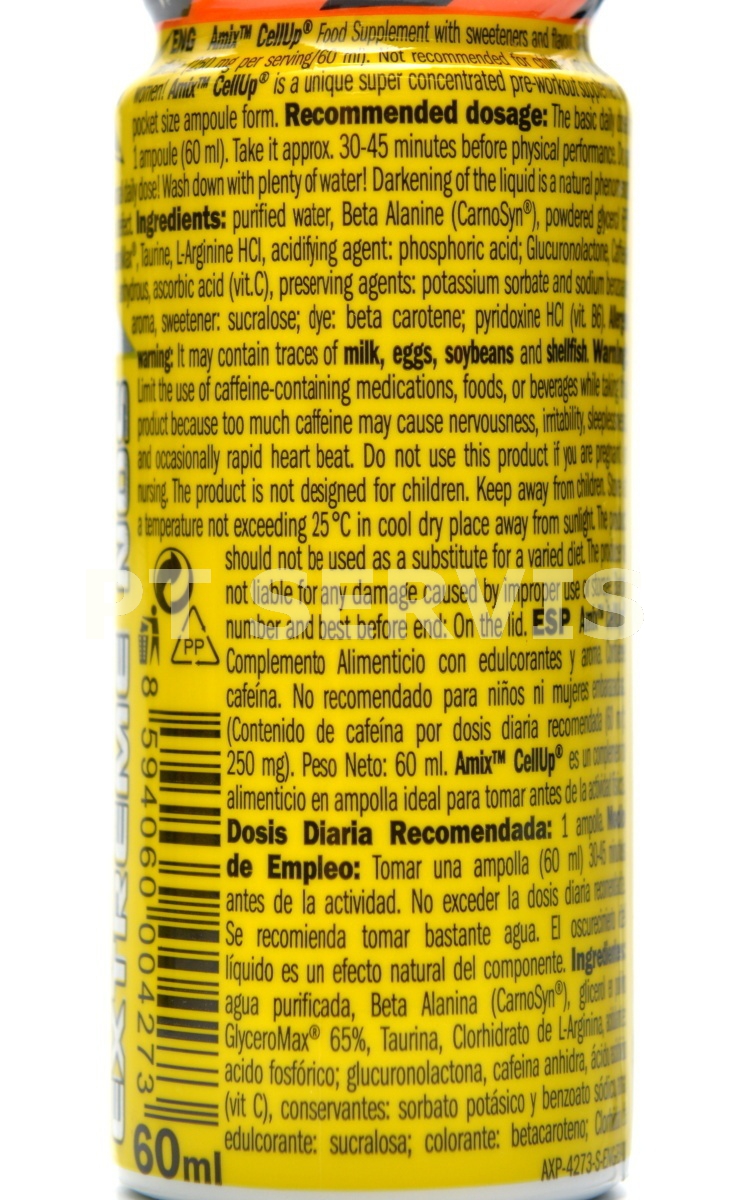 ENG Amix™ CellUp® Food Supplement with sweeteners and
mg per serving/60 ml). Not recommended for
women! Amix™ CellUp® is a unique super concentrated pre-workout
pocket size ampoule form. Recommended dosage: The basic daily
1 ampoule (60 ml). Take it approx. 30-45 minutes before physical performance.
daily dose! Wash down with plenty of water! Darkening of the liquid is a natural
Ingredients: purified water, Beta Alanine (CarnoSyn®), powdered
Taurine, L-Arginine HCl, acidifying agent: phosphoric acid; Glucuronolactone,
ascorbic acid (vit.C), preserving agents: potassium sorbate and sodium
aroma, sweetener: sucralose; dye: beta carotene; pyridoxine HCl (vit. B6).
warning: It may contain traces of milk, eggs, soybeans and shellfish.
Limit the use of caffeine-containing medications, foods, or beverages while
product because too much caffeine may cause nervousness, irritability,
and occasionally rapid heart beat. Do not use this product if you are
nursing. The product is not designed for children. Keep away from children.
a temperature not exceeding 25°C in cool dry place away from sunlight. The
should not be used as a substitute for a varied diet. The
not liable for any damage caused by improper use
number and best before end: On the lid. ESP
PP
Complemento Alimenticio con edulcorantes y aroma.
cafeína. No recomendado para niños ni mujeres
(Contenido de cafeína por dosis diaria recomendada
250 mg). Peso Neto: 60 ml. Amix™ CellUp® es un
alimenticio en ampolla ideal para tomar antes de la
Dosis Diaria Recomendada: 1 ampolla.
de Empleo: Tomar una ampolla (60 ml) 30-45
antes de la actividad. No exceder la dosis diaria
Se recomienda tomar bastante agua. El
líquido es un efecto natural del componente.
agua purificada, Beta Alanina (CarnoSyn®),
GlyceroMax® 65%, Taurina, Clorhidrato de L-Arginina,
acido fosfórico; glucuronolactona, cafeina anhidra,
(vit C), conservantes: sorbato potásico y benzoato
edulcorante: sucralosa; colorante: betacaroteno;
8 594060 004273
60ml
EXTREME
PT SERVIS